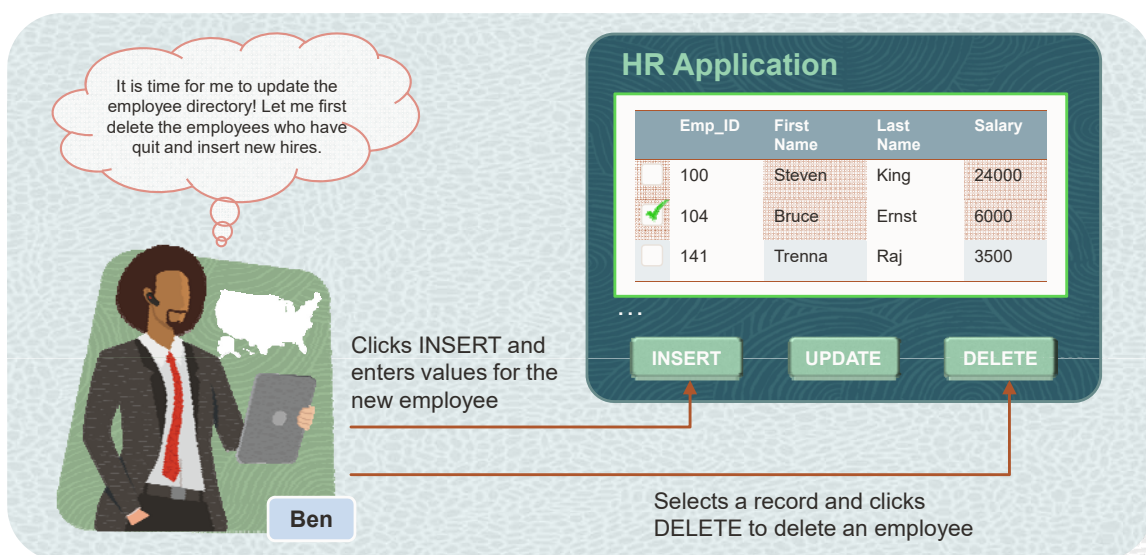 It is time for me to update the
employee directory! Let me first
delete the employees who have
quit and insert new hires.
HR Application
Emp_ID First Name Last Name Salary
100 Steven King 24000
104 Bruce Ernst 6000
141 Trenna Raj 3500
...
INSERT UPDATE DELETE
Clicks INSERT and
enters values for the
new employee
Selects a record and clicks
DELETE to delete an employee
Ben